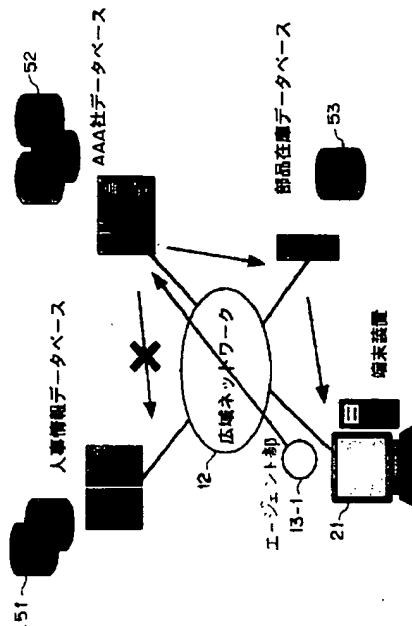 51
人事情報データベース
52
AAA社データベース
12
広域ネットワーク
部品在庫データベース
53
エージェント部
13-1
21
端末装置